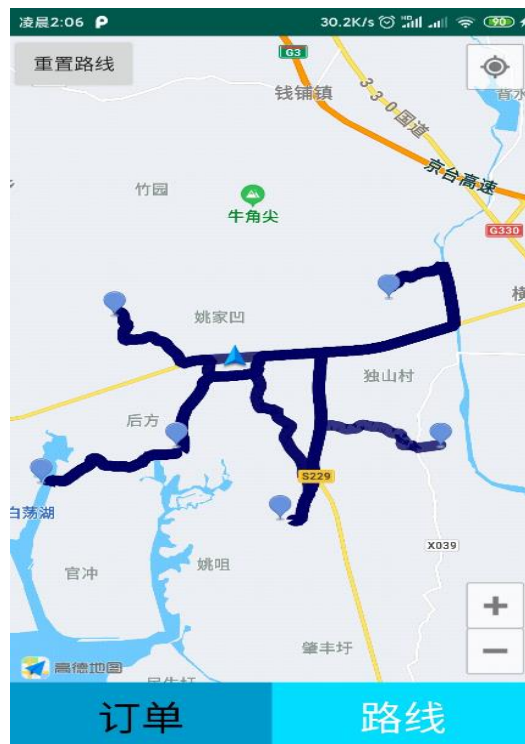 凌晨2:06
30.2K/s
90
重置路线
G3
钱铺镇
330国道
京台高速
竹园
牛角尖
G330
姚家凹
独山村
后方
S229
白荡湖
X039
官冲
姚咀
肇丰圩
+
−
高德地图
订单
路线